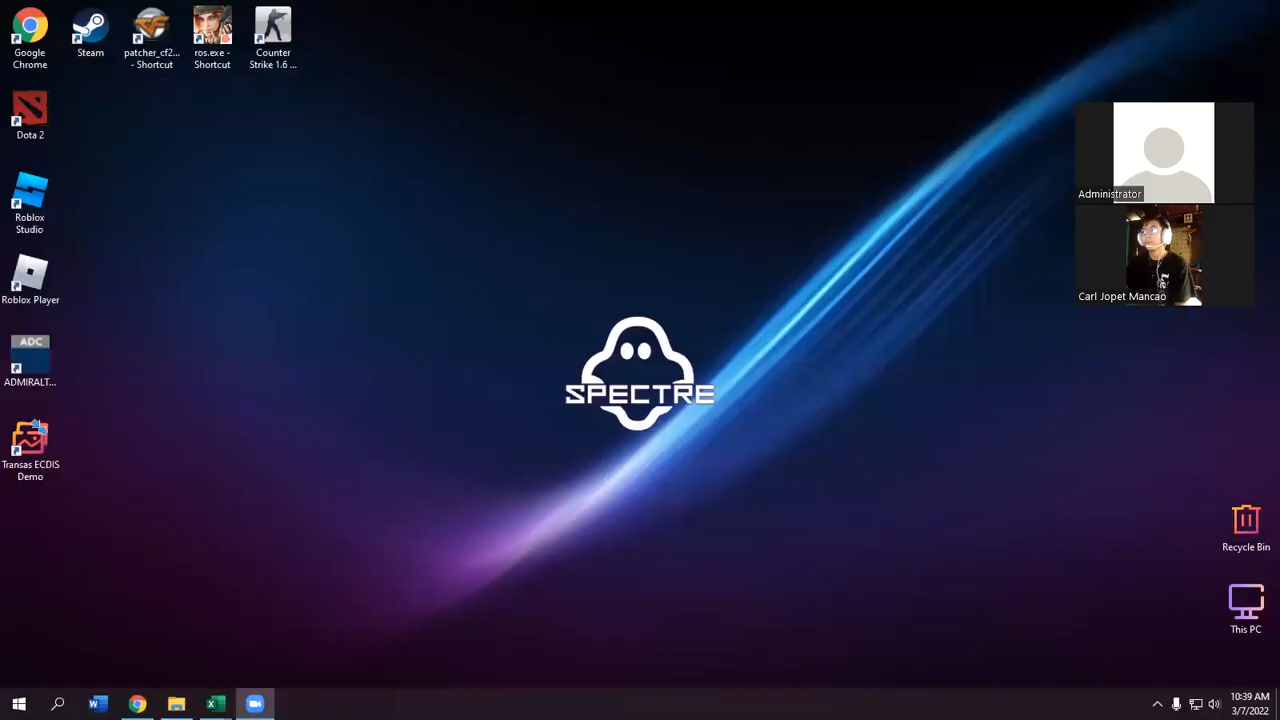 Google
Chrome
Steam
patcher_cf2...
- Shortcut
ros.exe -
Shortcut
Counter
Strike 1.6 ...
Dota 2
Roblox
Studio
Roblox Player
ADC
ADMIRALT...
Transas ECDIS
Demo
SPECTRE
Administrator
Carl Jopet Mancao
Recycle Bin
This PC
10:39 AM
3/7/2022